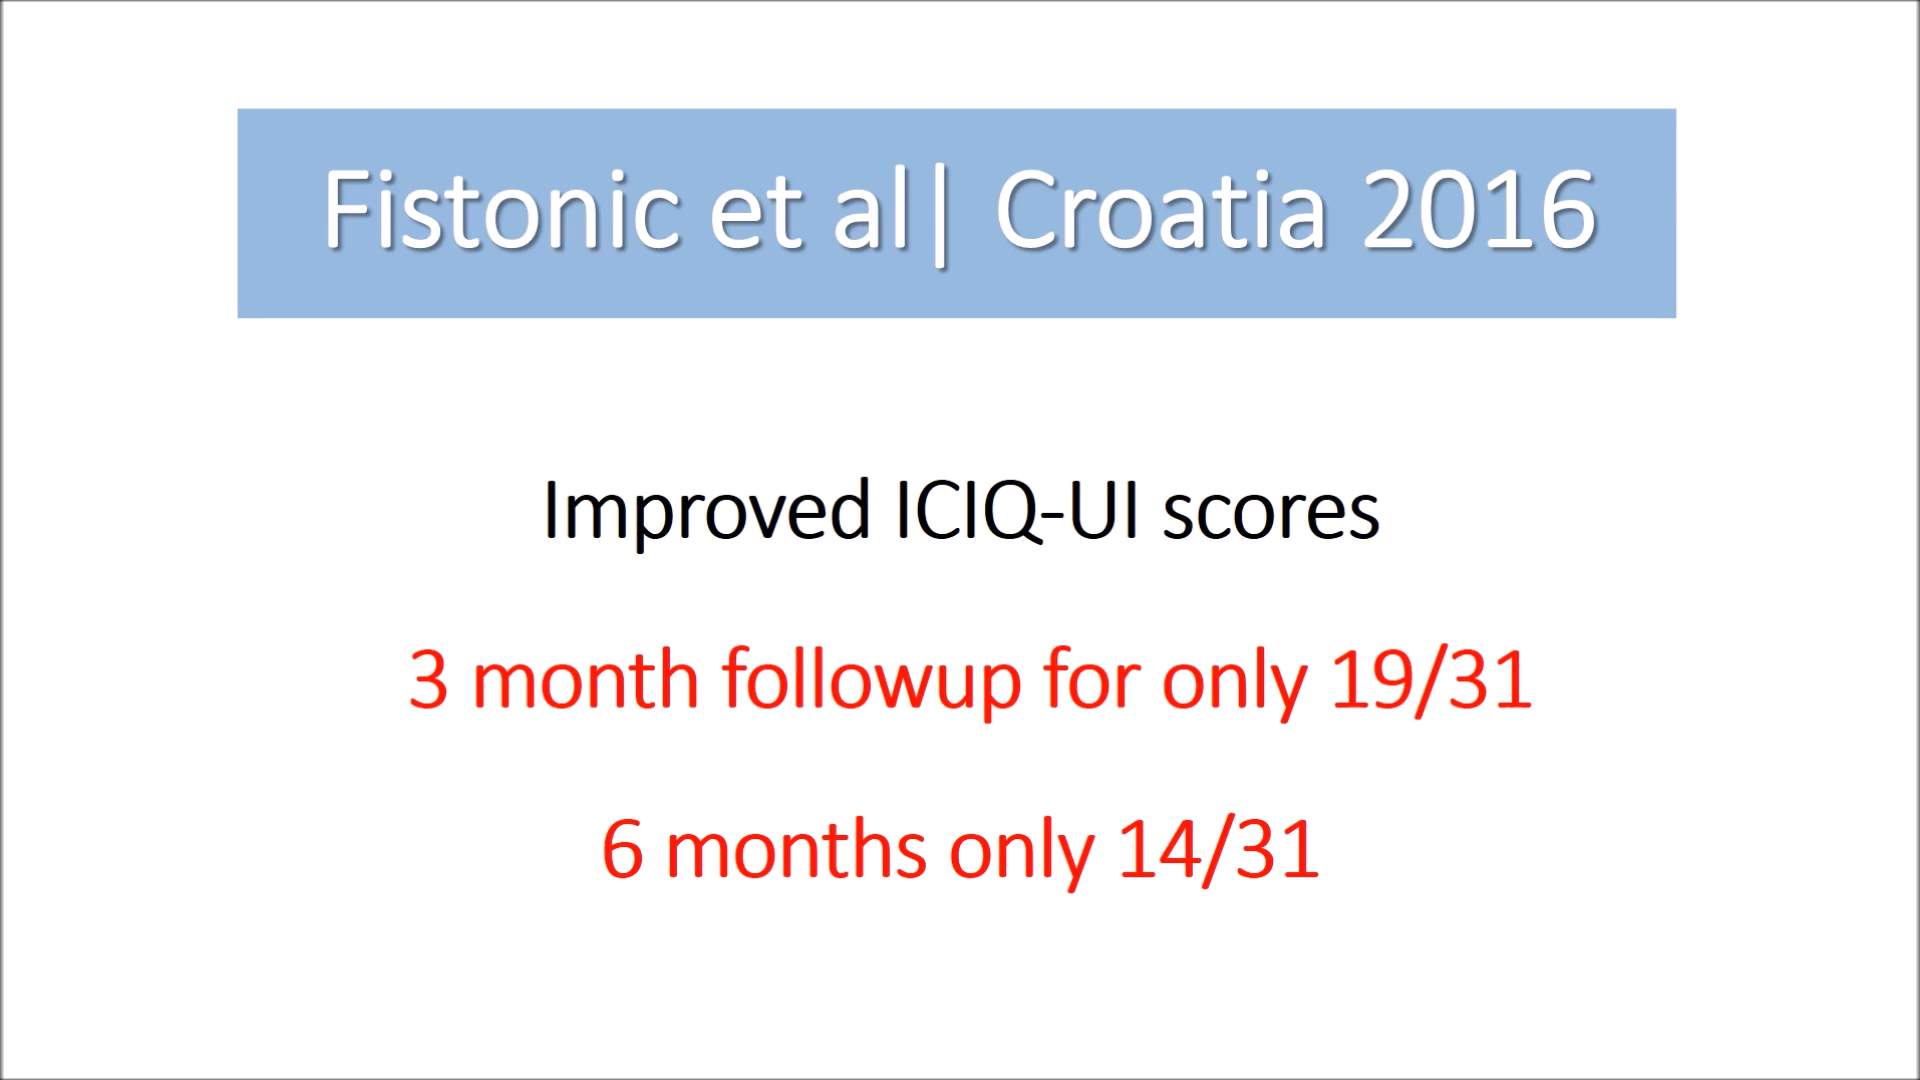 Fistonic et al| Croatia 2016
Improved ICIQ-UI scores
3 month followup for only 19/31
6 months only 14/31